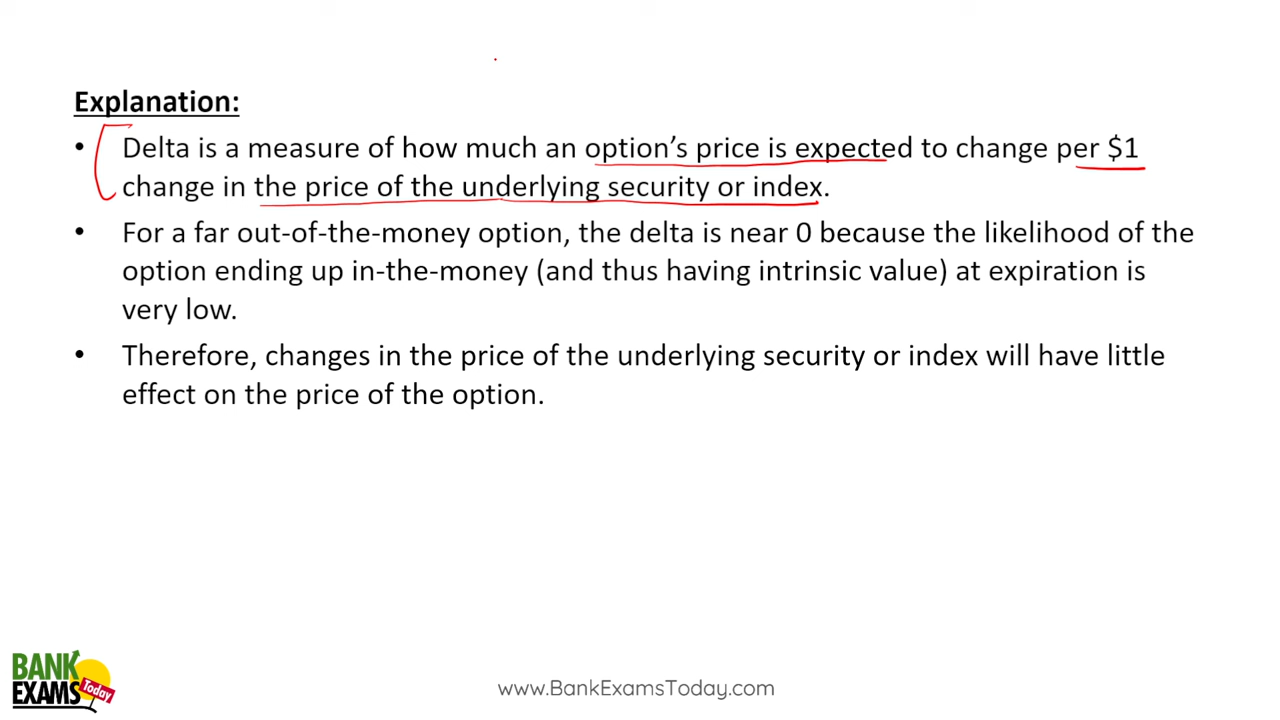 Explanation:
• Delta is a measure of how much an option’s price is expected to change per $1
change in the price of the underlying security or index.
• For a far out-of-the-money option, the delta is near 0 because the likelihood of the
option ending up in-the-money (and thus having intrinsic value) at expiration is
very low.
• Therefore, changes in the price of the underlying security or index will have little
effect on the price of the option.
BANK
EXAMS Today
www.BankExamsToday.com